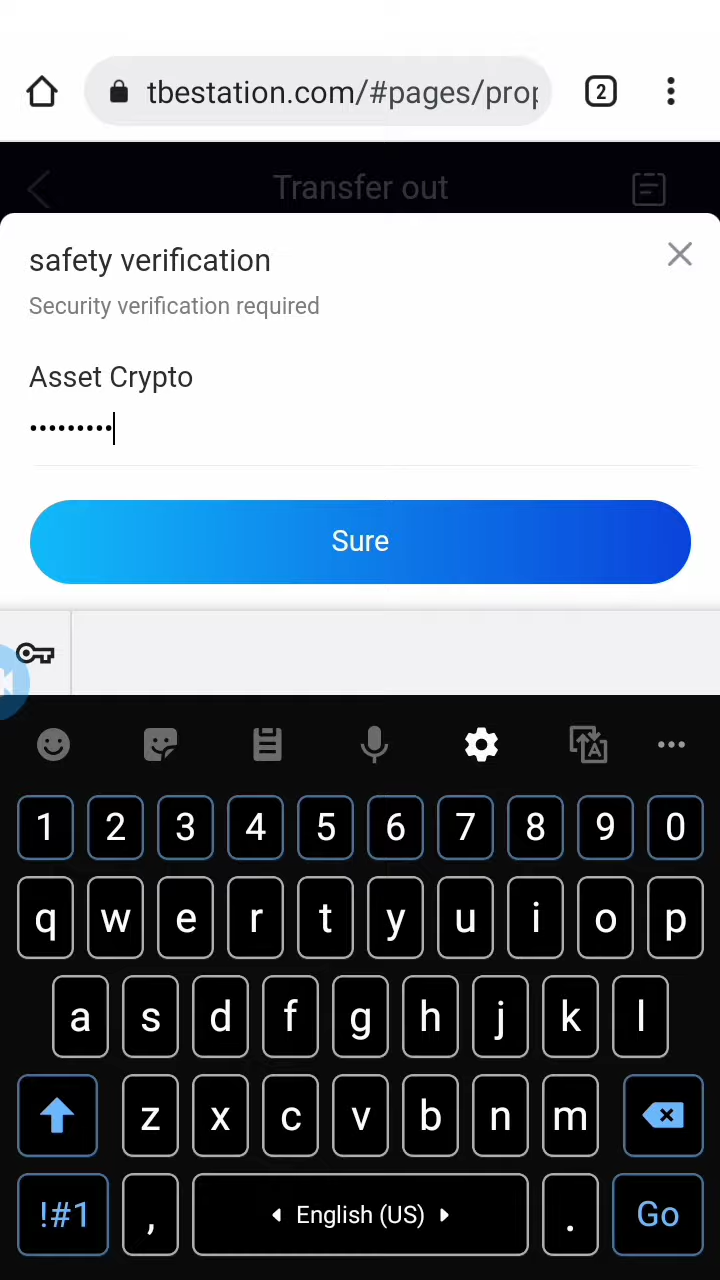 tbestation.com/#pages/prop
2
Transfer out
safety verification
Security verification required
Asset Crypto
•••••••••
Sure
1 2 3 4 5 6 7 8 9 0
q w e r t y u i o p
a s d f g h j k l
z x c v b n m
!#1 , English (US) . Go